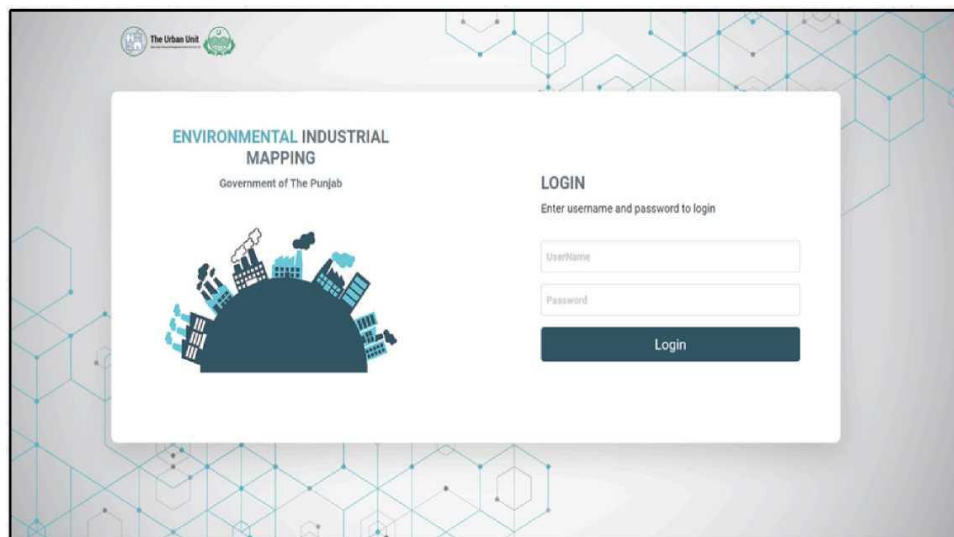 The Urban Unit
ENVIRONMENTAL INDUSTRIAL
MAPPING
Government of The Punjab
LOGIN
Enter username and password to login
UserName
Password
Login